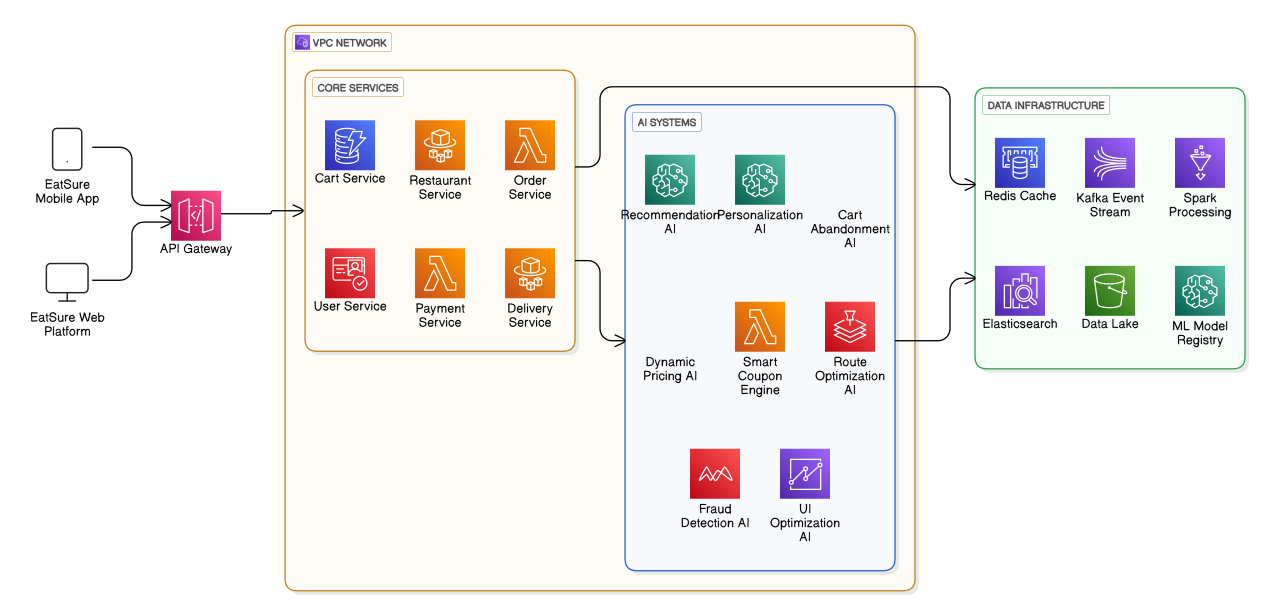 VPC NETWORK
CORE SERVICES
Cart Service
Restaurant
Service
Order
Service
User Service
Payment
Service
Delivery
Service
EatSure
Mobile App
EatSure Web
Platform
API Gateway
AI SYSTEMS
Recommendation
AI
Personalization
AI
Cart
Abandonment
AI
Dynamic
Pricing AI
Smart
Coupon
Engine
Route
Optimization
AI
Fraud
Detection AI
UI
Optimization
AI
DATA INFRASTRUCTURE
Redis Cache
Kafka Event
Stream
Spark
Processing
Elasticsearch
Data Lake
ML Model
Registry